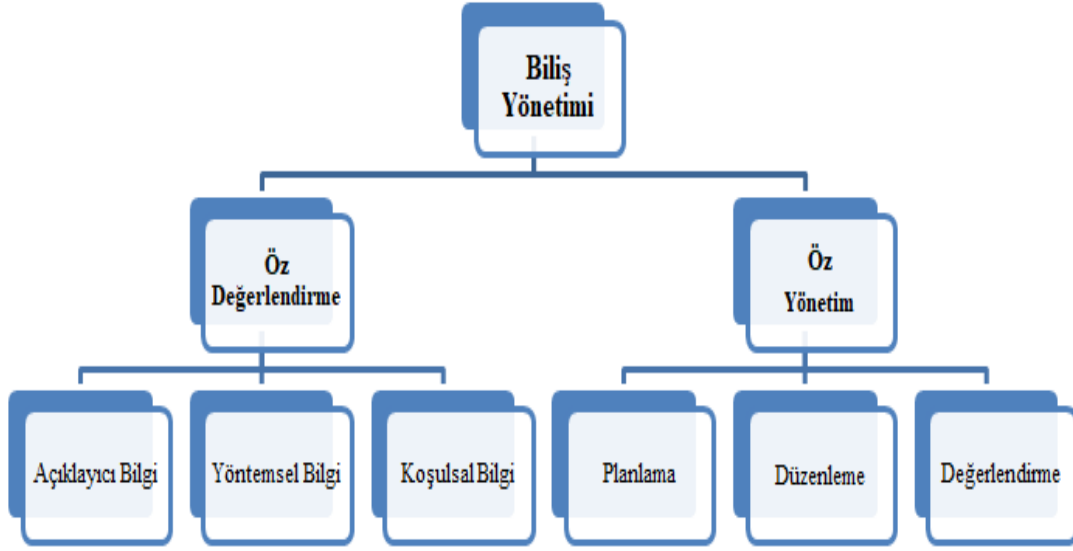 Biliş
Yönetimi
Öz
Değerlendirme
Öz
Yönetim
Açıklayıcı Bilgi
Yöntemsel Bilgi
Koşulsal Bilgi
Planlama
Düzenleme
Değerlendirme